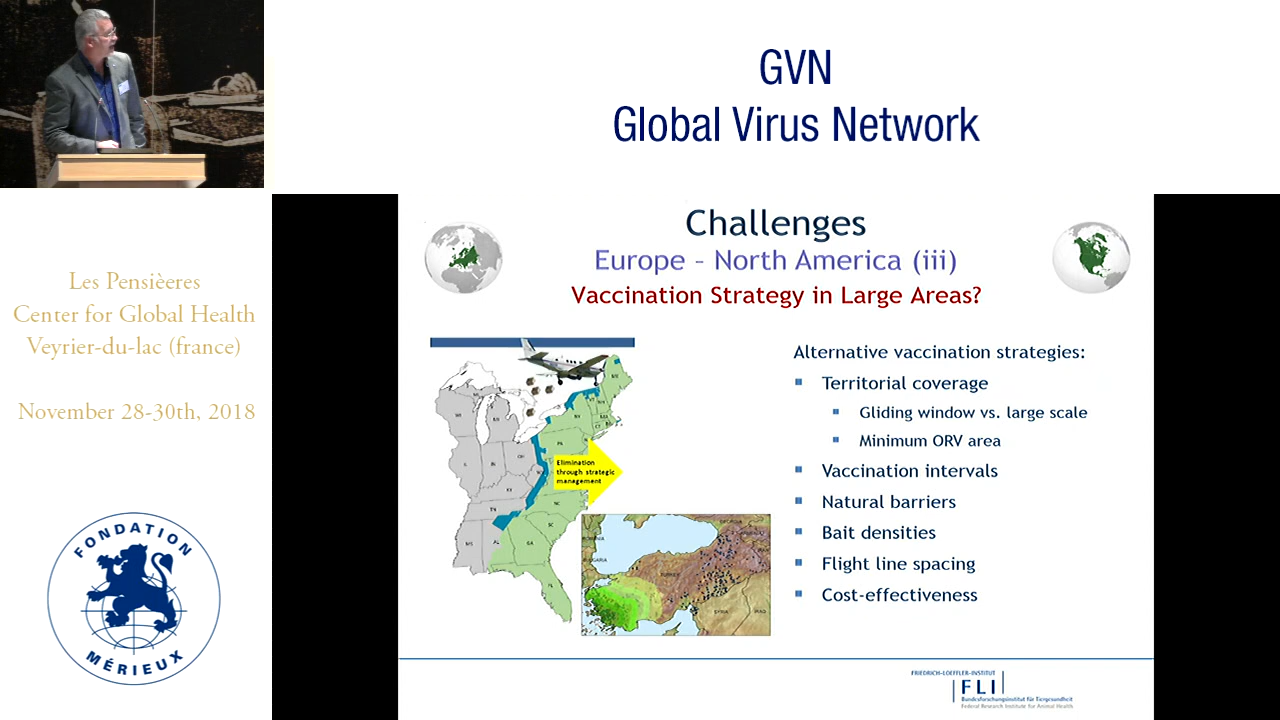 GVN
Global Virus Network
Les Pensièeres
Center for Global Health
Veyrier-du-lac (france)
November 28-30th, 2018
FONDATION
MÉRIEUX
Challenges
Europe - North America (iii)
Vaccination Strategy in Large Areas?
Elimination
through strategic
management
Alternative vaccination strategies:
Territorial coverage
Gliding window vs. large scale
Minimum ORV area
Vaccination intervals
Natural barriers
Bait densities
Flight line spacing
Cost-effectiveness
FRIEDRICH-LOEFFLER-INSTITUT
FLI
Bundesforschungsinstitut für Tiergesundheit
Federal Research Institute for Animal Health